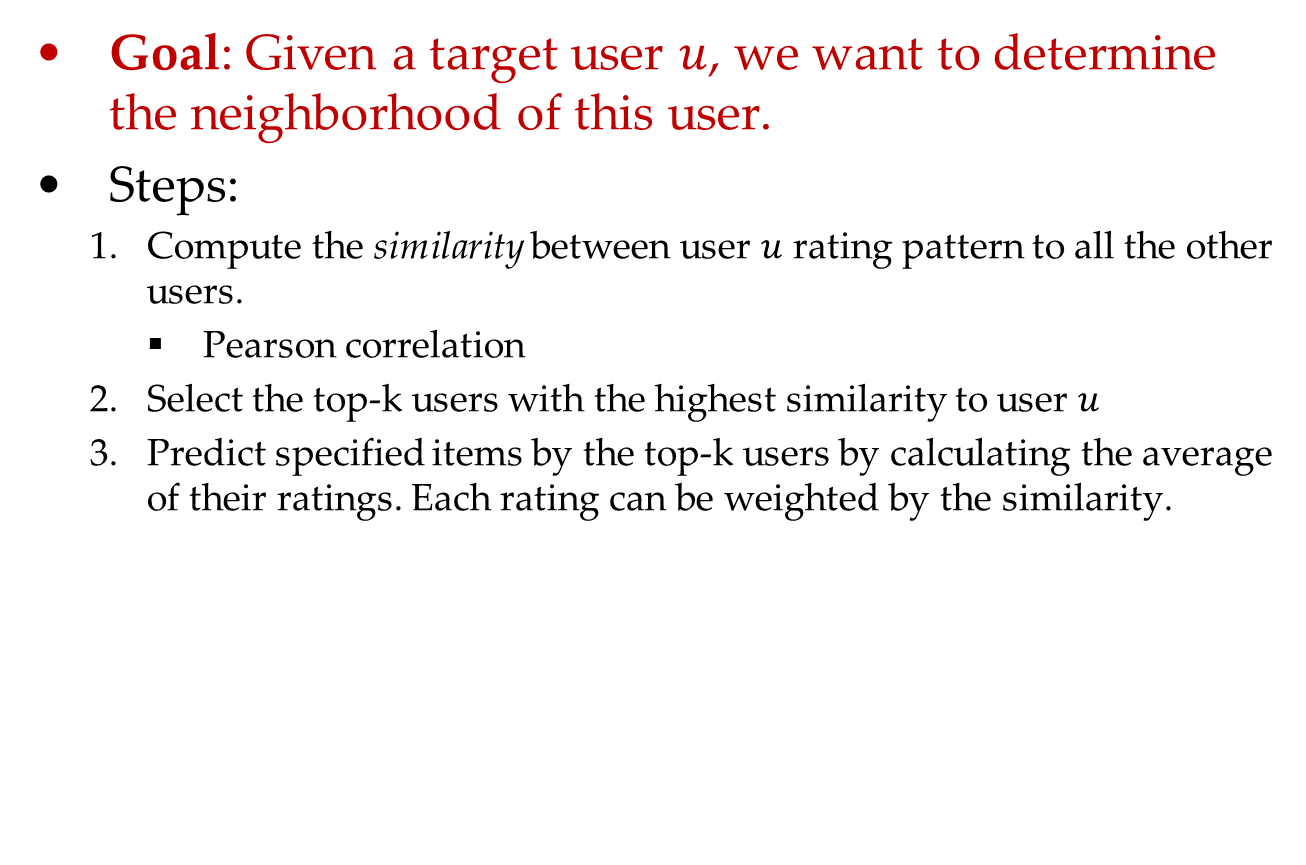 • Goal: Given a target user u, we want to determine
the neighborhood of this user.
• Steps:
1. Compute the similarity between user u rating pattern to all the other
users.
▪ Pearson correlation
2. Select the top-k users with the highest similarity to user u
3. Predict specified items by the top-k users by calculating the average
of their ratings. Each rating can be weighted by the similarity.